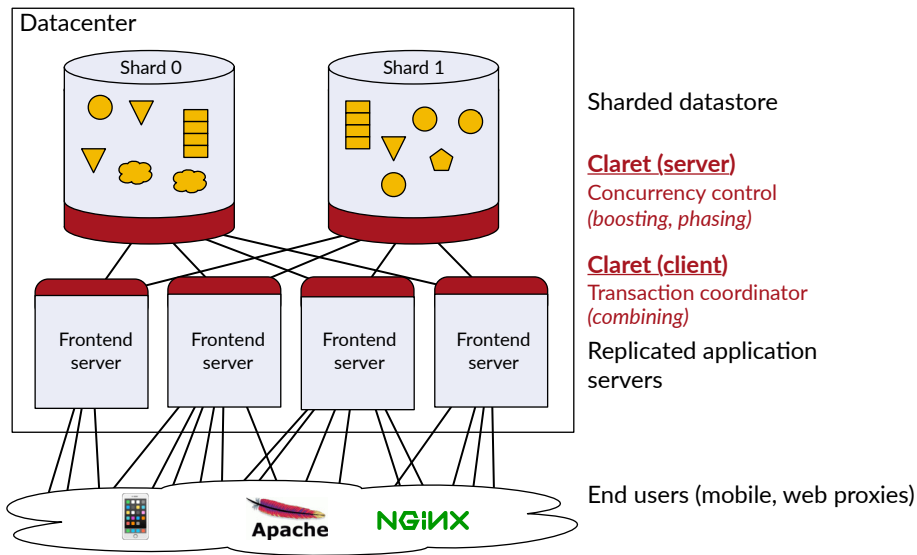 Datacenter
Shard 0
Shard 1
Sharded datastore
Claret (server)
Concurrency control
(boosting, phasing)
Claret (client)
Transaction coordinator
(combining)
Frontend
server
Frontend
server
Frontend
server
Frontend
server
Replicated application
servers
End users (mobile, web proxies)
Apache
NGINX